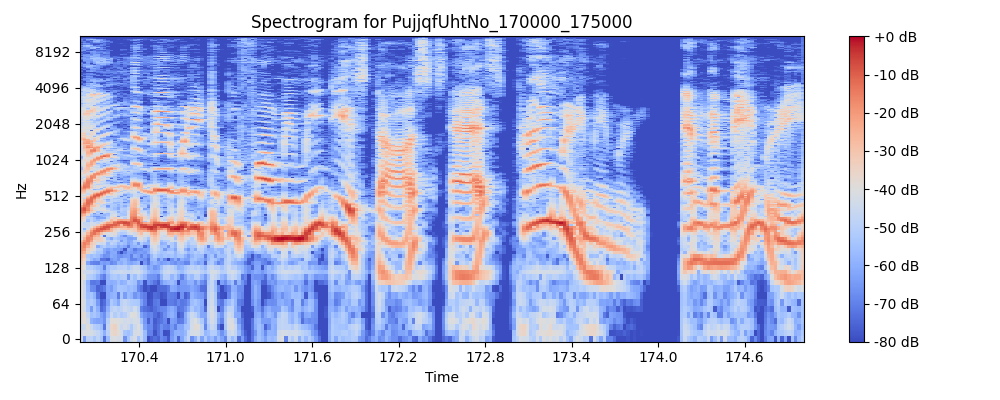 Spectrogram for PujjqfUhtNo_170000_175000
8192
4096
2048
1024
512
256
128
64
0
Hz
170.4 171.0 171.6 172.2 172.8 173.4 174.0 174.6
Time
+0 dB
-10 dB
-20 dB
-30 dB
-40 dB
-50 dB
-60 dB
-70 dB
-80 dB